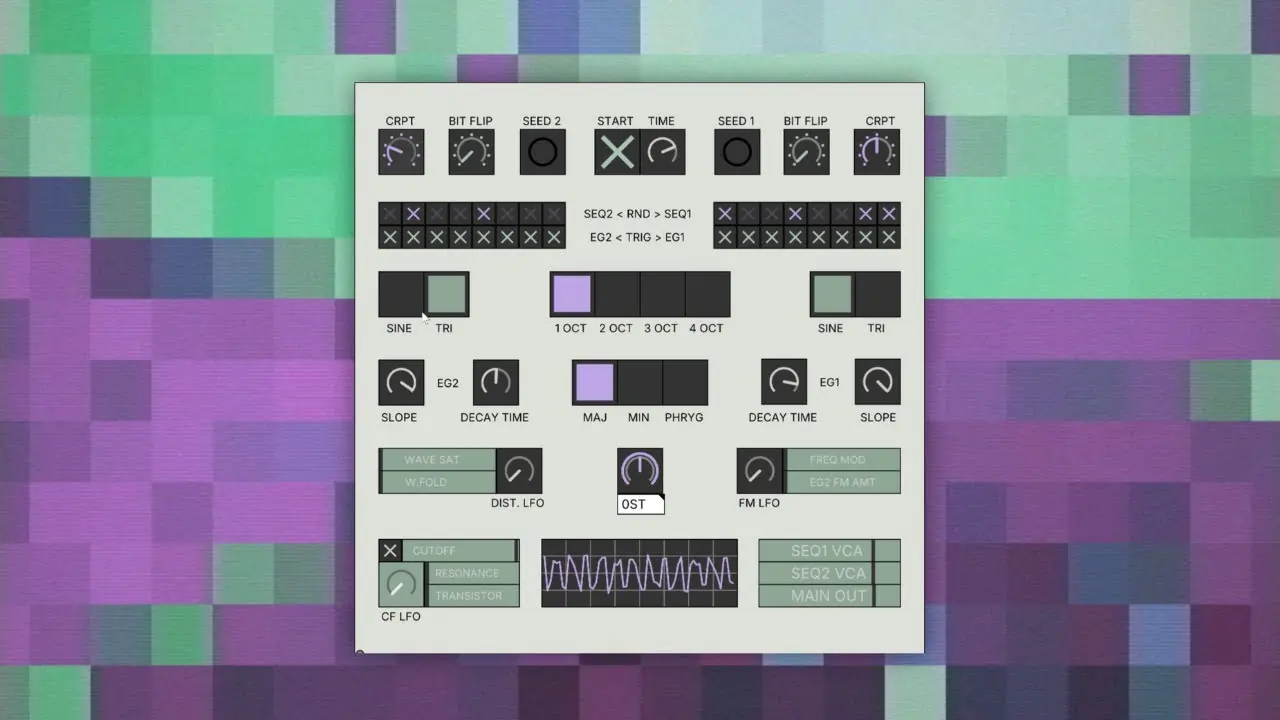 CRPT BIT FLIP SEED 2 START TIME SEED 1 BIT FLIP CRPT
SEQ2 < RND > SEQ1
EG2 < TRIG > EG1
SINE TRI 1 OCT 2 OCT 3 OCT 4 OCT SINE TRI
EG2 EG1
SLOPE DECAY TIME MAJ MIN PHRYG DECAY TIME SLOPE
WAVE SAT FREQ MOD
W.FOLD EG2 FM AMT
DIST. LFO 0ST FM LFO
CUTOFF SEQ1 VCA
RESONANCE SEQ2 VCA
TRANSISTOR MAIN OUT
CF LFO